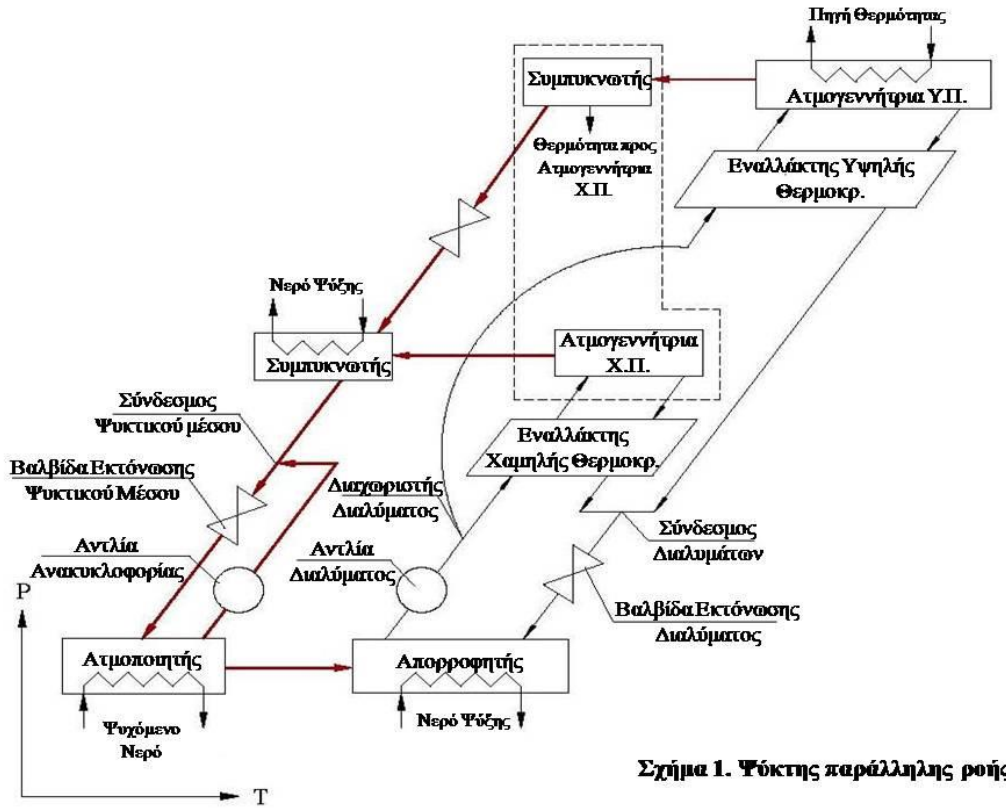 Πηγή Θερμότητας
Συμπυκνωτής
Ατμογεννήτρια Υ.Π.
Θερμότητα προς
Ατμογεννήτρια
Χ.Π.
Εναλλάκτης Υψηλής
Θερμοκρ.
Νερό Ψύξης
Συμπυκνωτής
Ατμογεννήτρια
Χ.Π.
Σύνδεσμος
Ψυκτικού μέσου
Εναλλάκτης
Χαμηλής Θερμοκρ.
Βαλβίδα Εκτόνωσης
Ψυκτικού Μέσου
Διαχωριστής
Διαλύματος
Σύνδεσμος
Διαλυμάτων
Αντλία
Ανακυκλοφορίας
Αντλία
Διαλύματος
Βαλβίδα Εκτόνωσης
Διαλύματος
P
Ατμοποιητής
Απορροφητής
Ψυχόμενο
Νερό
Νερό Ψύξης
T
Σχήμα 1. Ψύκτης παράλληλης ροής